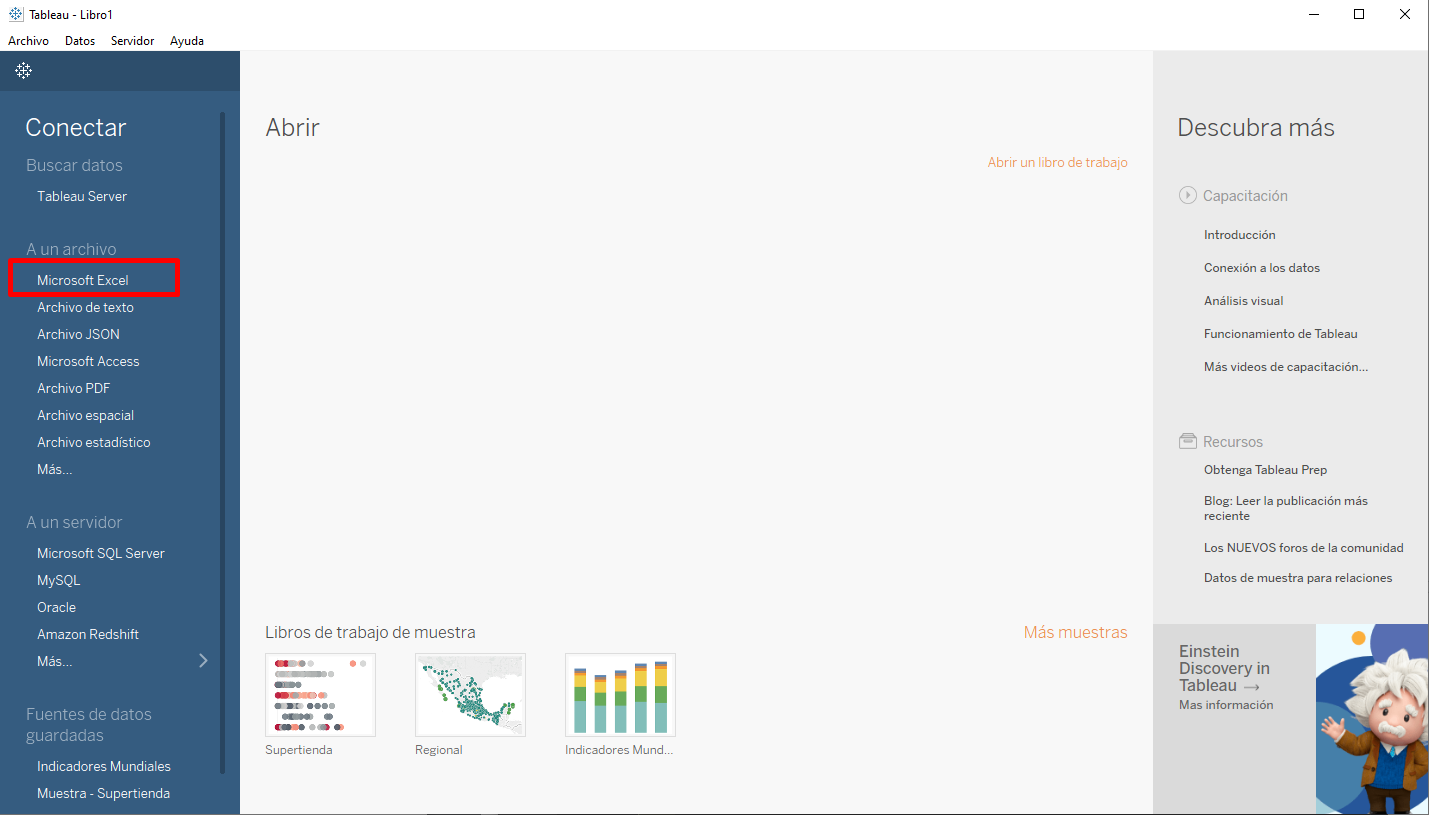 Tableau - Libro1
Archivo Datos Servidor Ayuda
Conectar
Buscar datos
Tableau Server
A un archivo
Microsoft Excel
Archivo de texto
Archivo JSON
Microsoft Access
Archivo PDF
Archivo espacial
Archivo estadístico
Más...
A un servidor
Microsoft SQL Server
MySQL
Oracle
Amazon Redshift
Más...
Fuentes de datos
guardadas
Indicadores Mundiales
Muestra - Supertienda
Abrir
Abrir un libro de trabajo
Libros de trabajo de muestra
Más muestras
Supertienda
Regional
Indicadores Mund...
Descubra más
Capacitación
Introducción
Conexión a los datos
Análisis visual
Funcionamiento de Tableau
Más videos de capacitación...
Recursos
Obtenga Tableau Prep
Blog: Leer la publicación más
reciente
Los NUEVOS foros de la comunidad
Datos de muestra para relaciones
Einstein
Discovery in
Tableau →
Mas información